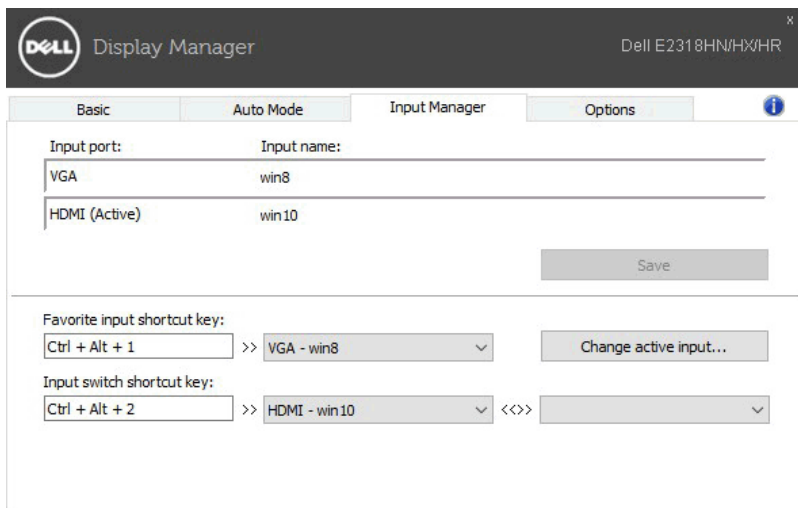 DELL Display Manager
x
Dell E2318HN/HX/HR
Basic Auto Mode Input Manager Options i
Input port: Input name:
VGA win8
HDMI (Active) win10
Save
Favorite input shortcut key:
Ctrl + Alt + 1 >> VGA - win8 Change active input...
Input switch shortcut key:
Ctrl + Alt + 2 >> HDMI - win10 <<>>